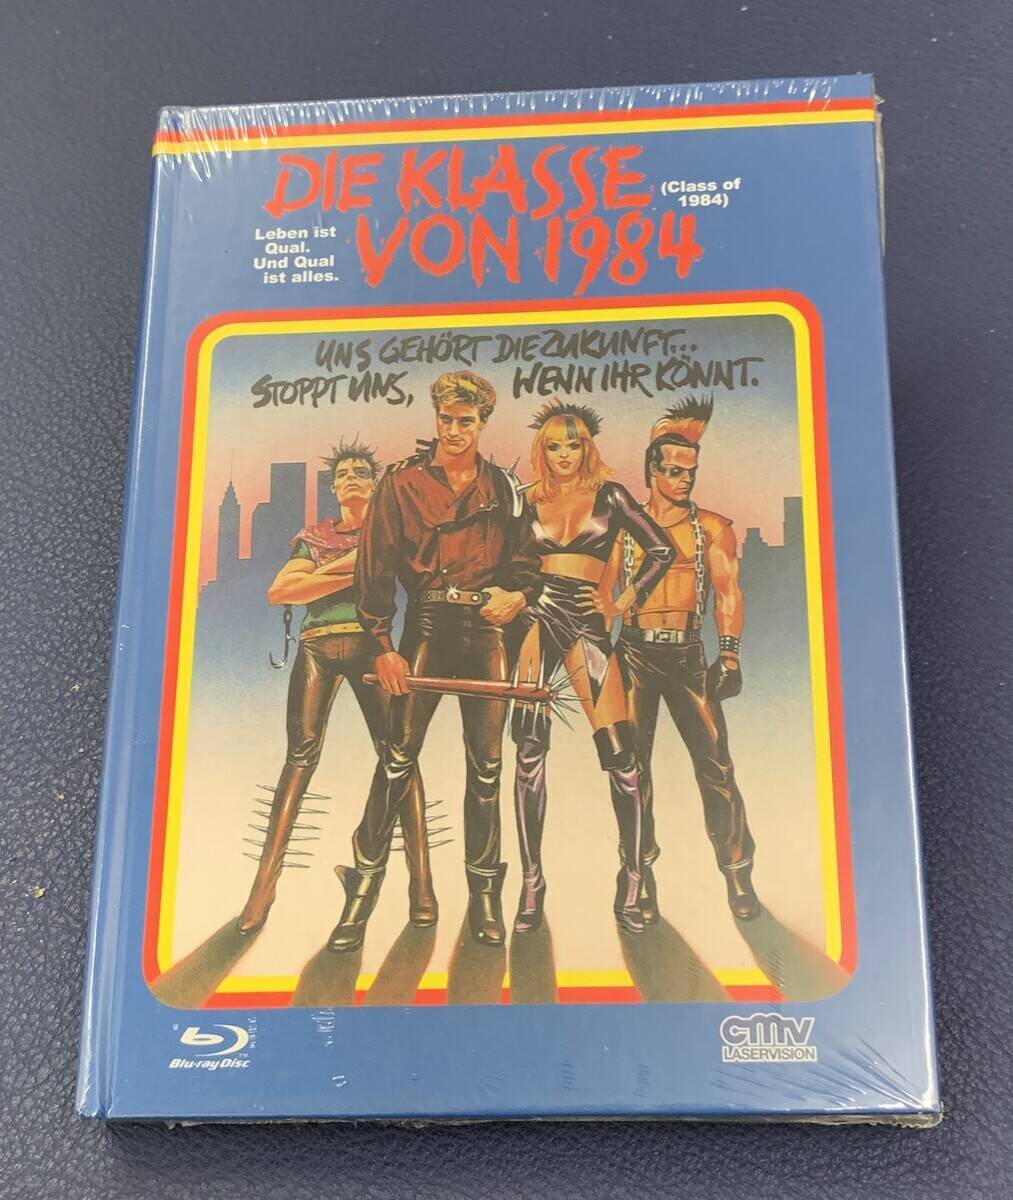 DIE KLASSE
VON 1984
(Class of
1984)
Leben ist
Qual.
Und Qual
ist alles.
UNS GEHÖRT DIE ZUKUNFT...
STOPPT UNS, WENN IHR KÖNNT.
Blu-ray Disc
cmv
LASERVISION